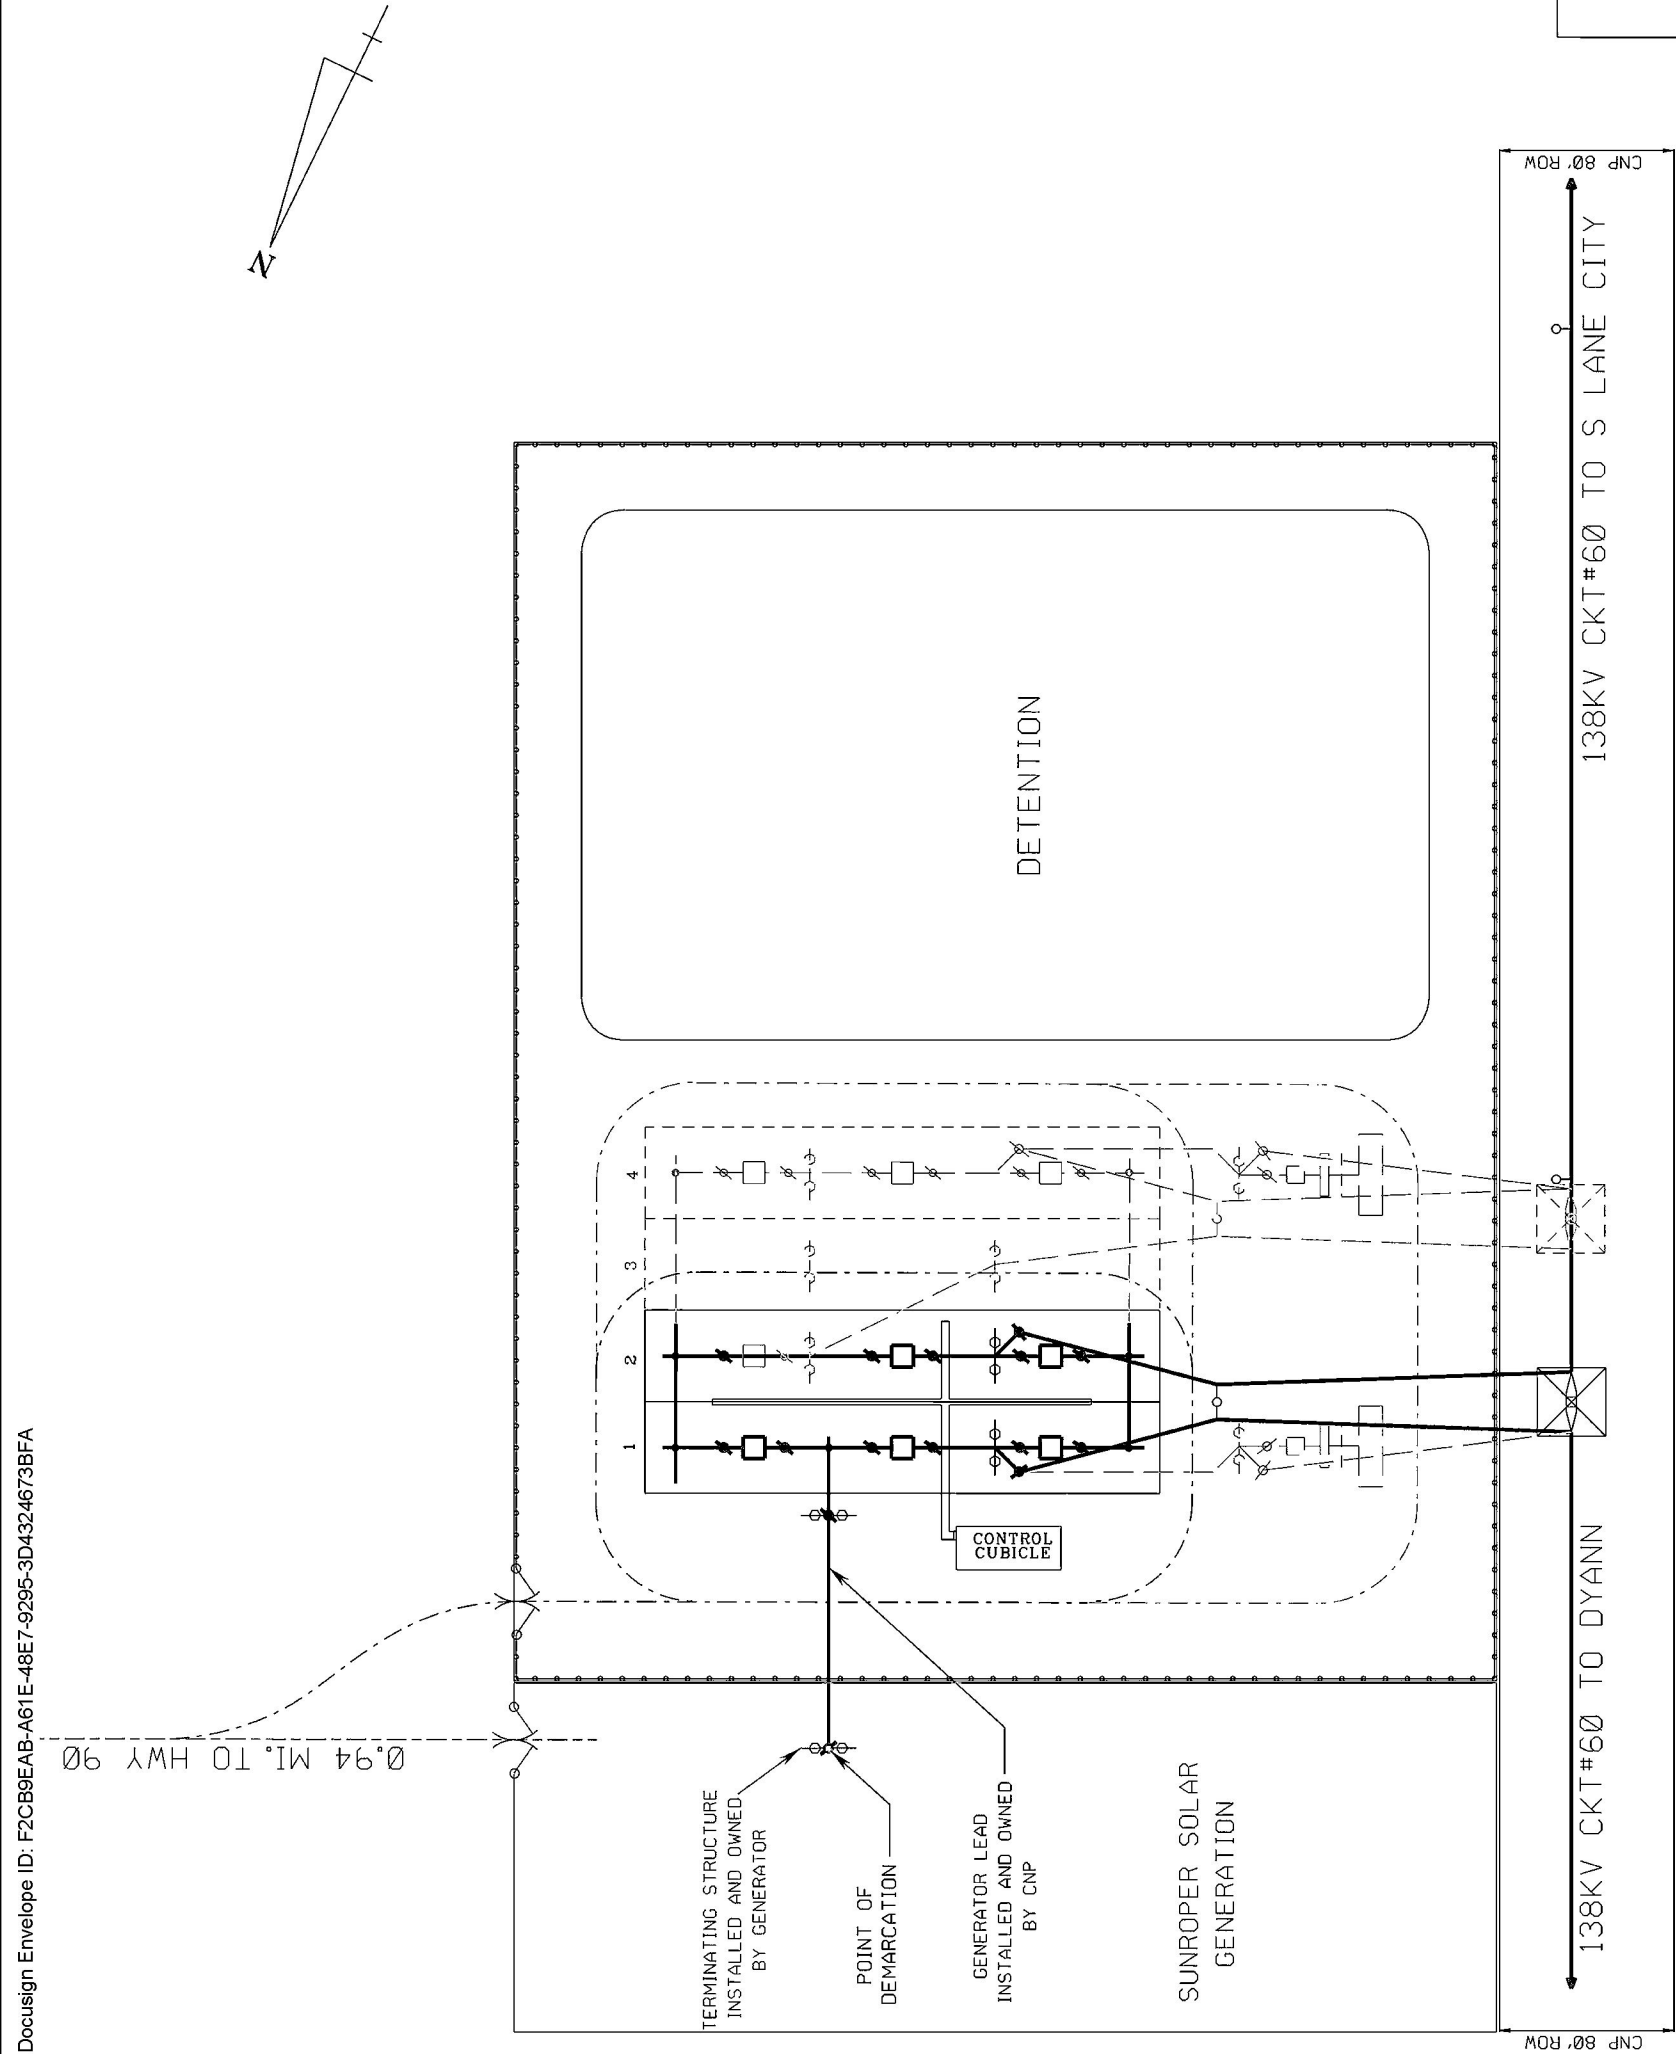 Docusign Envelope ID: F2CB9EAB-A61E-48E7-9295-3D4324673BFA
N
0.94 MI. TO HWY 90
CNP 80' ROW
138KV CKT#60 TO S LANE CITY
DETENTION
4
3
2
1
CONTROL
CUBICLE
TERMINATING STRUCTURE
INSTALLED AND OWNED
BY GENERATOR
POINT OF
DEMARCATION
GENERATOR LEAD
INSTALLED AND OWNED
BY CNP
SUNROPER SOLAR
GENERATION
138KV CKT#60 TO DYANN
CNP 80' ROW